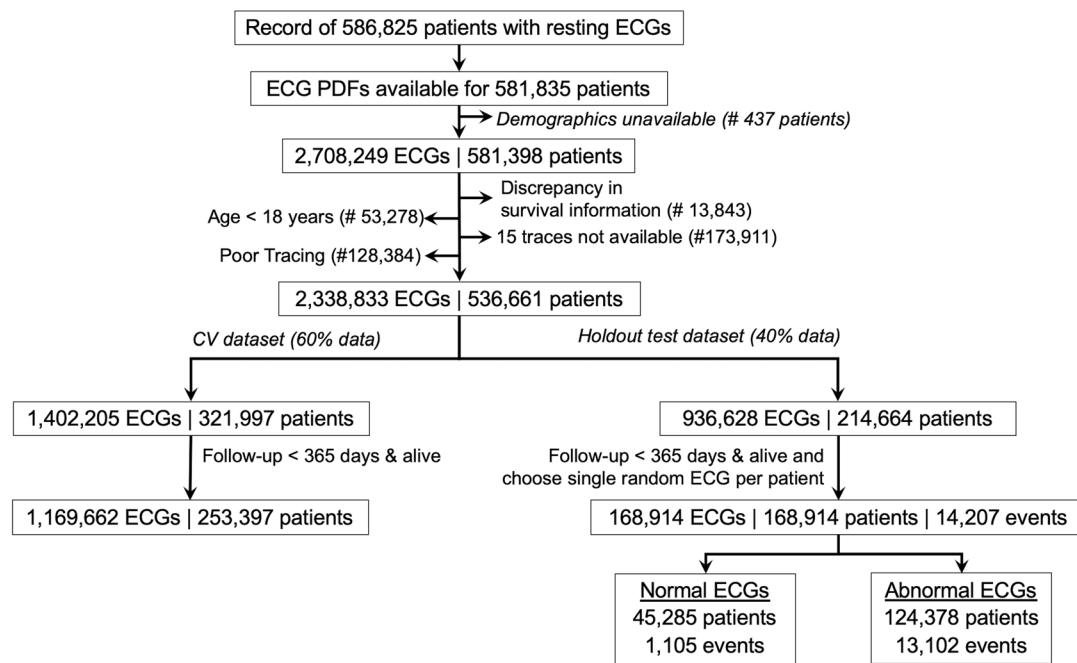 Record of 586,825 patients with resting ECGs
ECG PDFs available for 581,835 patients
Demographics unavailable (# 437 patients)
2,708,249 ECGs | 581,398 patients
Discrepancy in
survival information (# 13,843)
Age < 18 years (# 53,278)
15 traces not available (#173,911)
Poor Tracing (#128,384)
2,338,833 ECGs | 536,661 patients
CV dataset (60% data)
Holdout test dataset (40% data)
1,402,205 ECGs | 321,997 patients
936,628 ECGs | 214,664 patients
Follow-up < 365 days & alive
Follow-up < 365 days & alive and
choose single random ECG per patient
1,169,662 ECGs | 253,397 patients
168,914 ECGs | 168,914 patients | 14,207 events
Normal ECGs
45,285 patients
1,105 events
Abnormal ECGs
124,378 patients
13,102 events